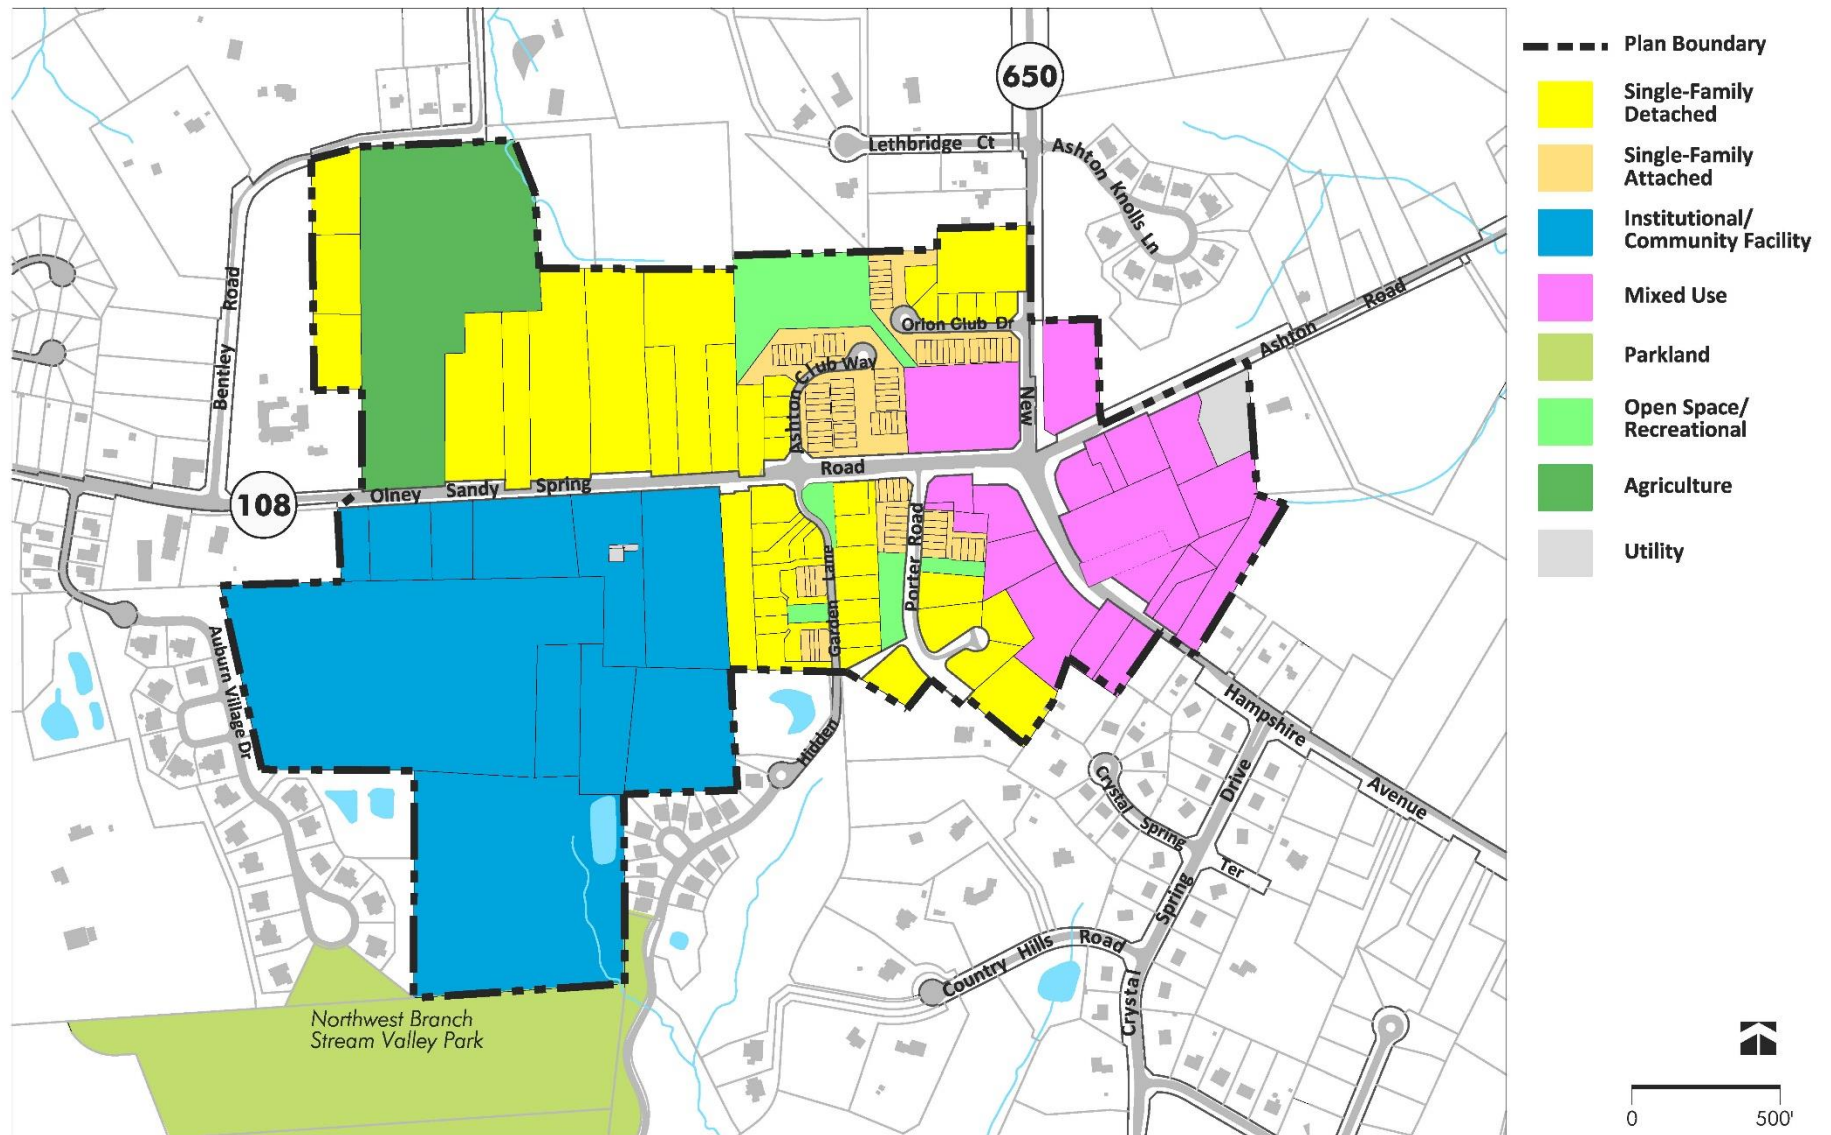 650
Lethbridge Ct
Ashton Knolls Ln
Bentley Road
Orion Club Dr
Ashton Road
Ashton Club Way
New
Road
108
Olney Sandy Spring
Porter Road
Garden Lane
Hidden
Auburn Village Dr
Hampshire
Avenue
Drive
Crystal Spring
Ter
Spring
Country Hills Road
Crystal
Northwest Branch
Stream Valley Park
Plan Boundary
Single-Family
Detached
Single-Family
Attached
Institutional/
Community Facility
Mixed Use
Parkland
Open Space/
Recreational
Agriculture
Utility
0 500'